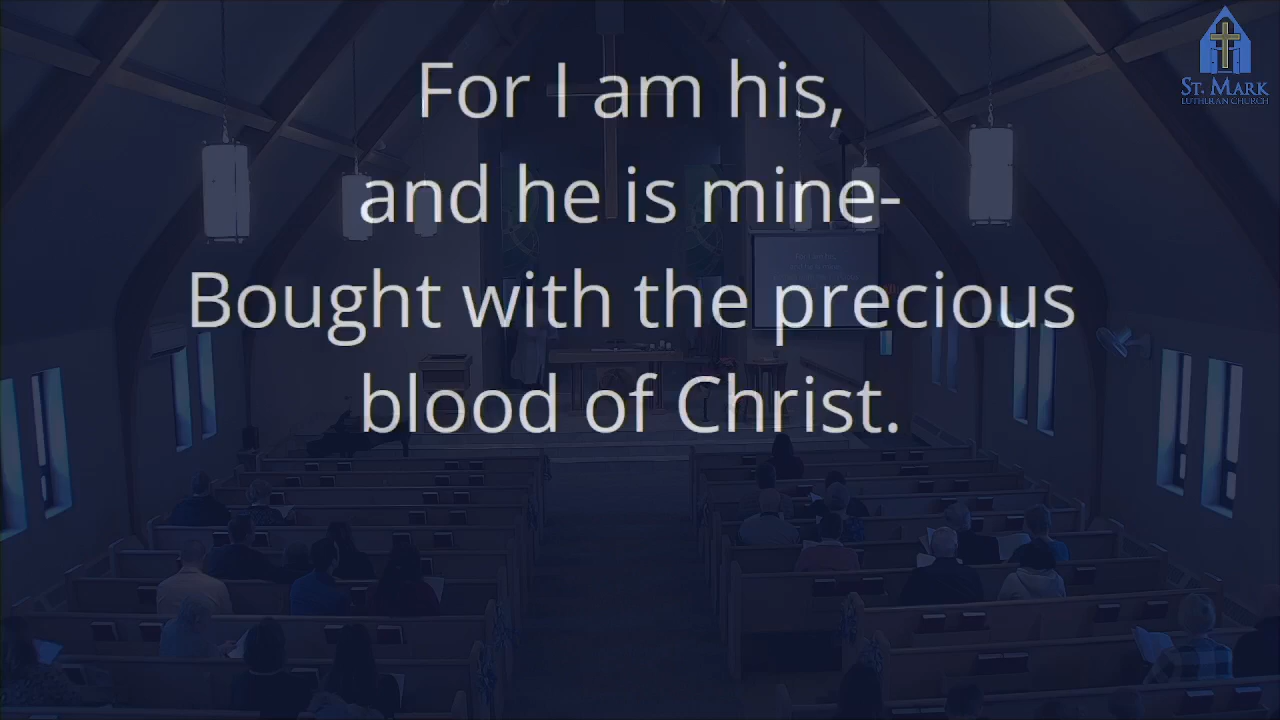 For I am his,
and he is mine-
Bought with the precious
blood of Christ.
St. Mark
Lutheran Church